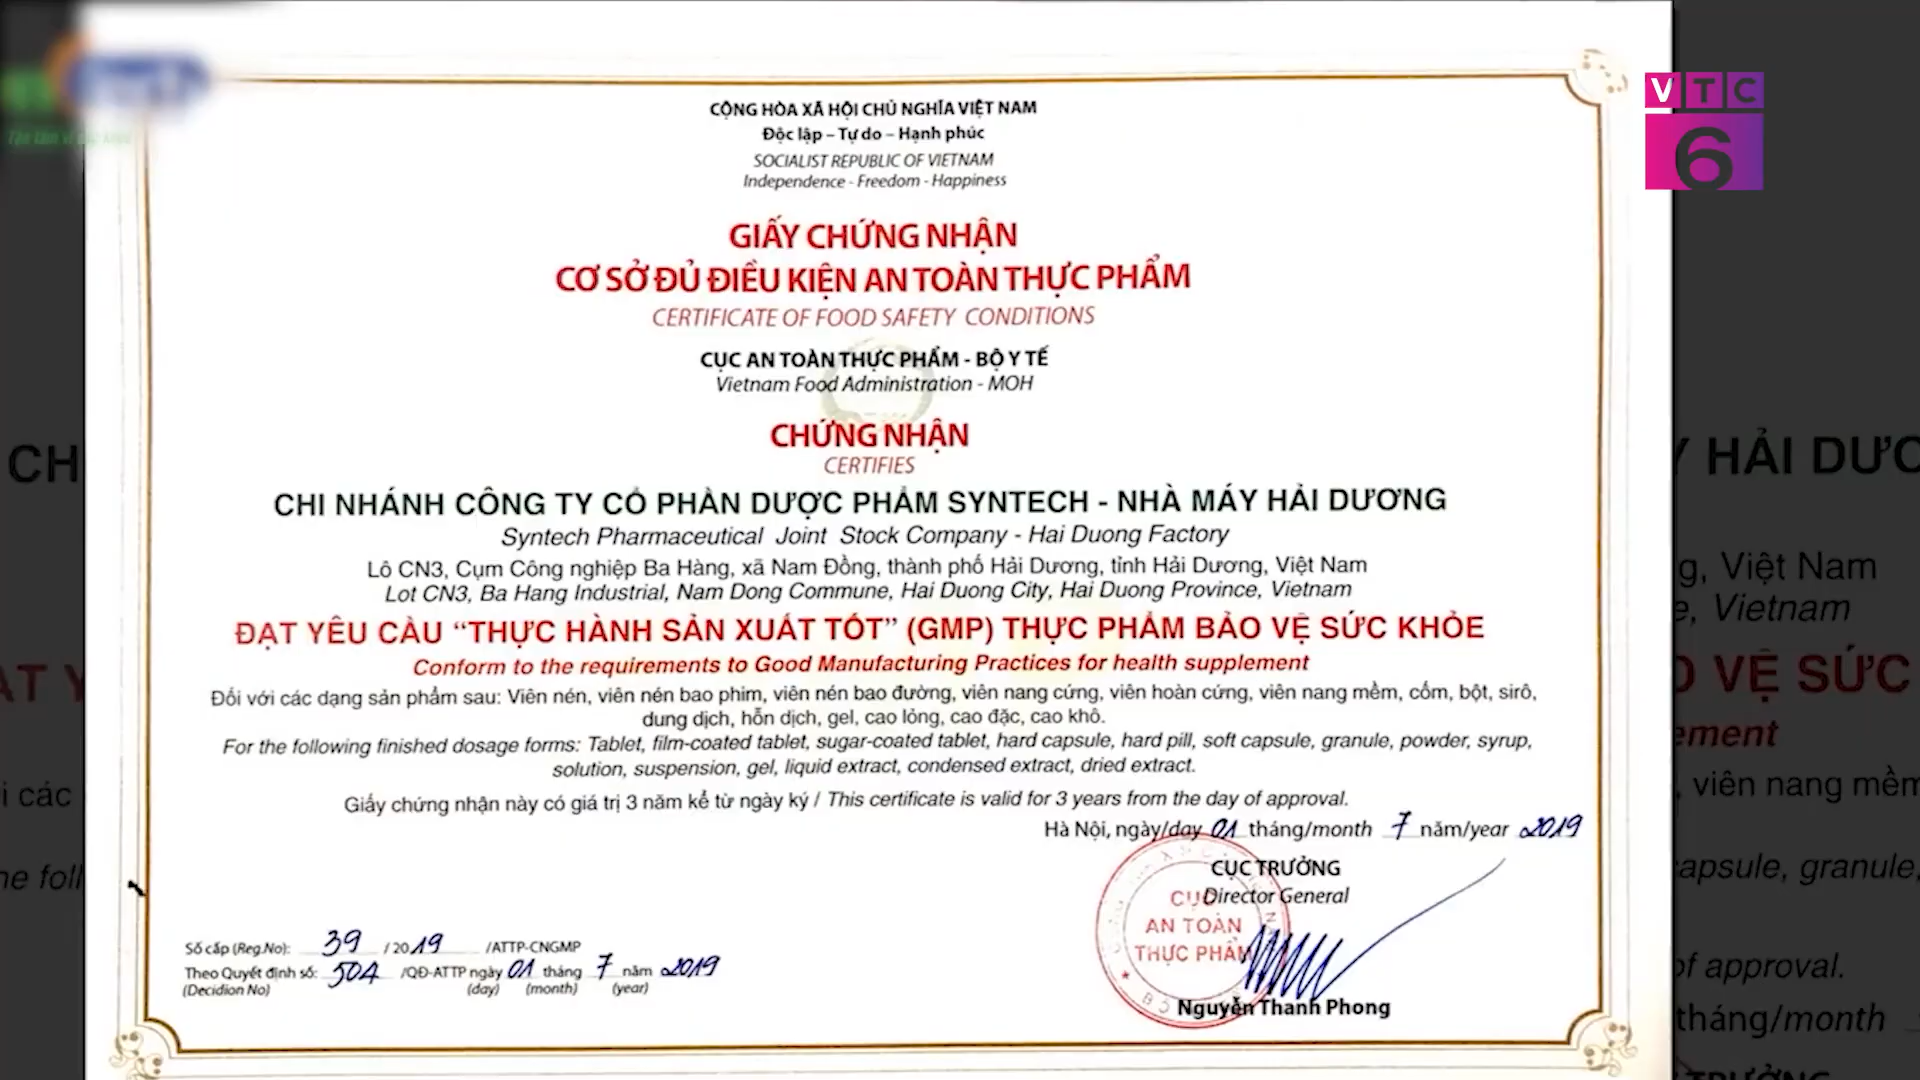 VTC
6
CỘNG HÒA XÃ HỘI CHỦ NGHĨA VIỆT NAM
Độc lập – Tự do – Hạnh phúc
SOCIALIST REPUBLIC OF VIETNAM
Independence - Freedom - Happiness
GIẤY CHỨNG NHẬN
CƠ SỞ ĐỦ ĐIỀU KIỆN AN TOÀN THỰC PHẨM
CERTIFICATE OF FOOD SAFETY CONDITIONS
CỤC AN TOÀN THỰC PHẨM - BỘ Y TẾ
Vietnam Food Administration - MOH
CHỨNG NHẬN
CERTIFIES
CHI NHÁNH CÔNG TY CỔ PHẦN DƯỢC PHẨM SYNTECH - NHÀ MÁY HẢI DƯƠNG
Syntech Pharmaceutical Joint Stock Company - Hai Duong Factory
Lô CN3, Cụm Công nghiệp Ba Hàng, xã Nam Đồng, thành phố Hải Dương, tỉnh Hải Dương, Việt Nam
Lot CN3, Ba Hang Industrial, Nam Dong Commune, Hai Duong City, Hai Duong Province, Vietnam
ĐẠT YÊU CẦU “THỰC HÀNH SẢN XUẤT TỐT” (GMP) THỰC PHẨM BẢO VỆ SỨC KHỎE
Conform to the requirements to Good Manufacturing Practices for health supplement
Đối với các dạng sản phẩm sau: Viên nén, viên nén bao phim, viên nén bao đường, viên nang cứng, viên hoàn cứng, viên nang mềm, cốm, bột, sirô,
dung dịch, hỗn dịch, gel, cao lỏng, cao đặc, cao khô.
For the following finished dosage forms: Tablet, film-coated tablet, sugar-coated tablet, hard capsule, hard pill, soft capsule, granule, powder, syrup,
solution, suspension, gel, liquid extract, condensed extract, dried extract.
Giấy chứng nhận này có giá trị 3 năm kể từ ngày ký / This certificate is valid for 3 years from the day of approval.
Hà Nội, ngày/day 01 tháng/month 7 năm/year 2019
CỤC TRƯỞNG
Director General
CỤC
AN TOÀN
THỰC PHẨM
Nguyễn Thanh Phong
Số cấp (Reg.No): 39 / 2019 /ATTP-CNGMP
Theo Quyết định số: 504 /QĐ-ATTP ngày 01 tháng 7 năm 2019
(Decidion No) (day) (month) (year)
CH
HẢI DƯƠ
g, Việt Nam
e, Vietnam
VỆ SỨC
ement
i các
, viên nang mềm
he foll
capsule, granule,
of approval.
tháng/month